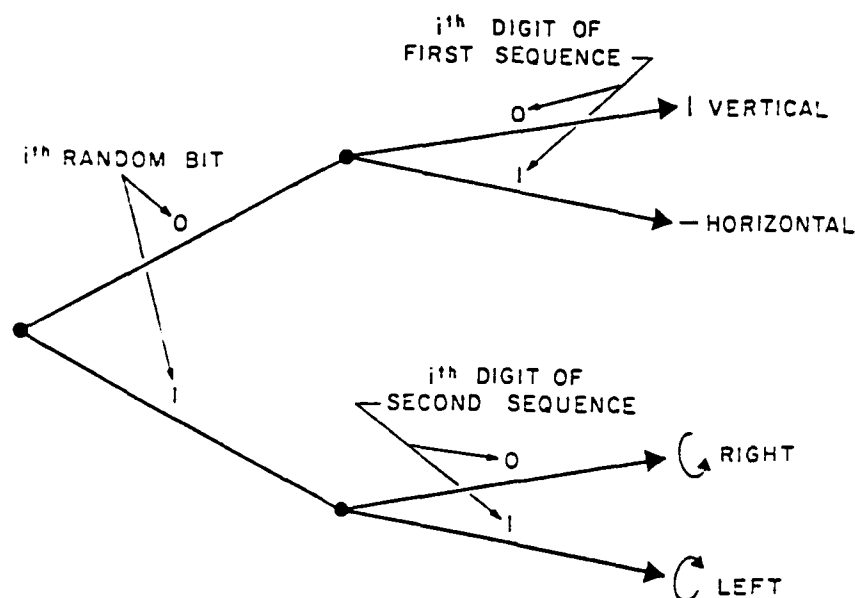 iᵗʰ DIGIT OF
FIRST SEQUENCE
0
| VERTICAL
iᵗʰ RANDOM BIT
1
0
— HORIZONTAL
1
iᵗʰ DIGIT OF
SECOND SEQUENCE
0
RIGHT
1
LEFT